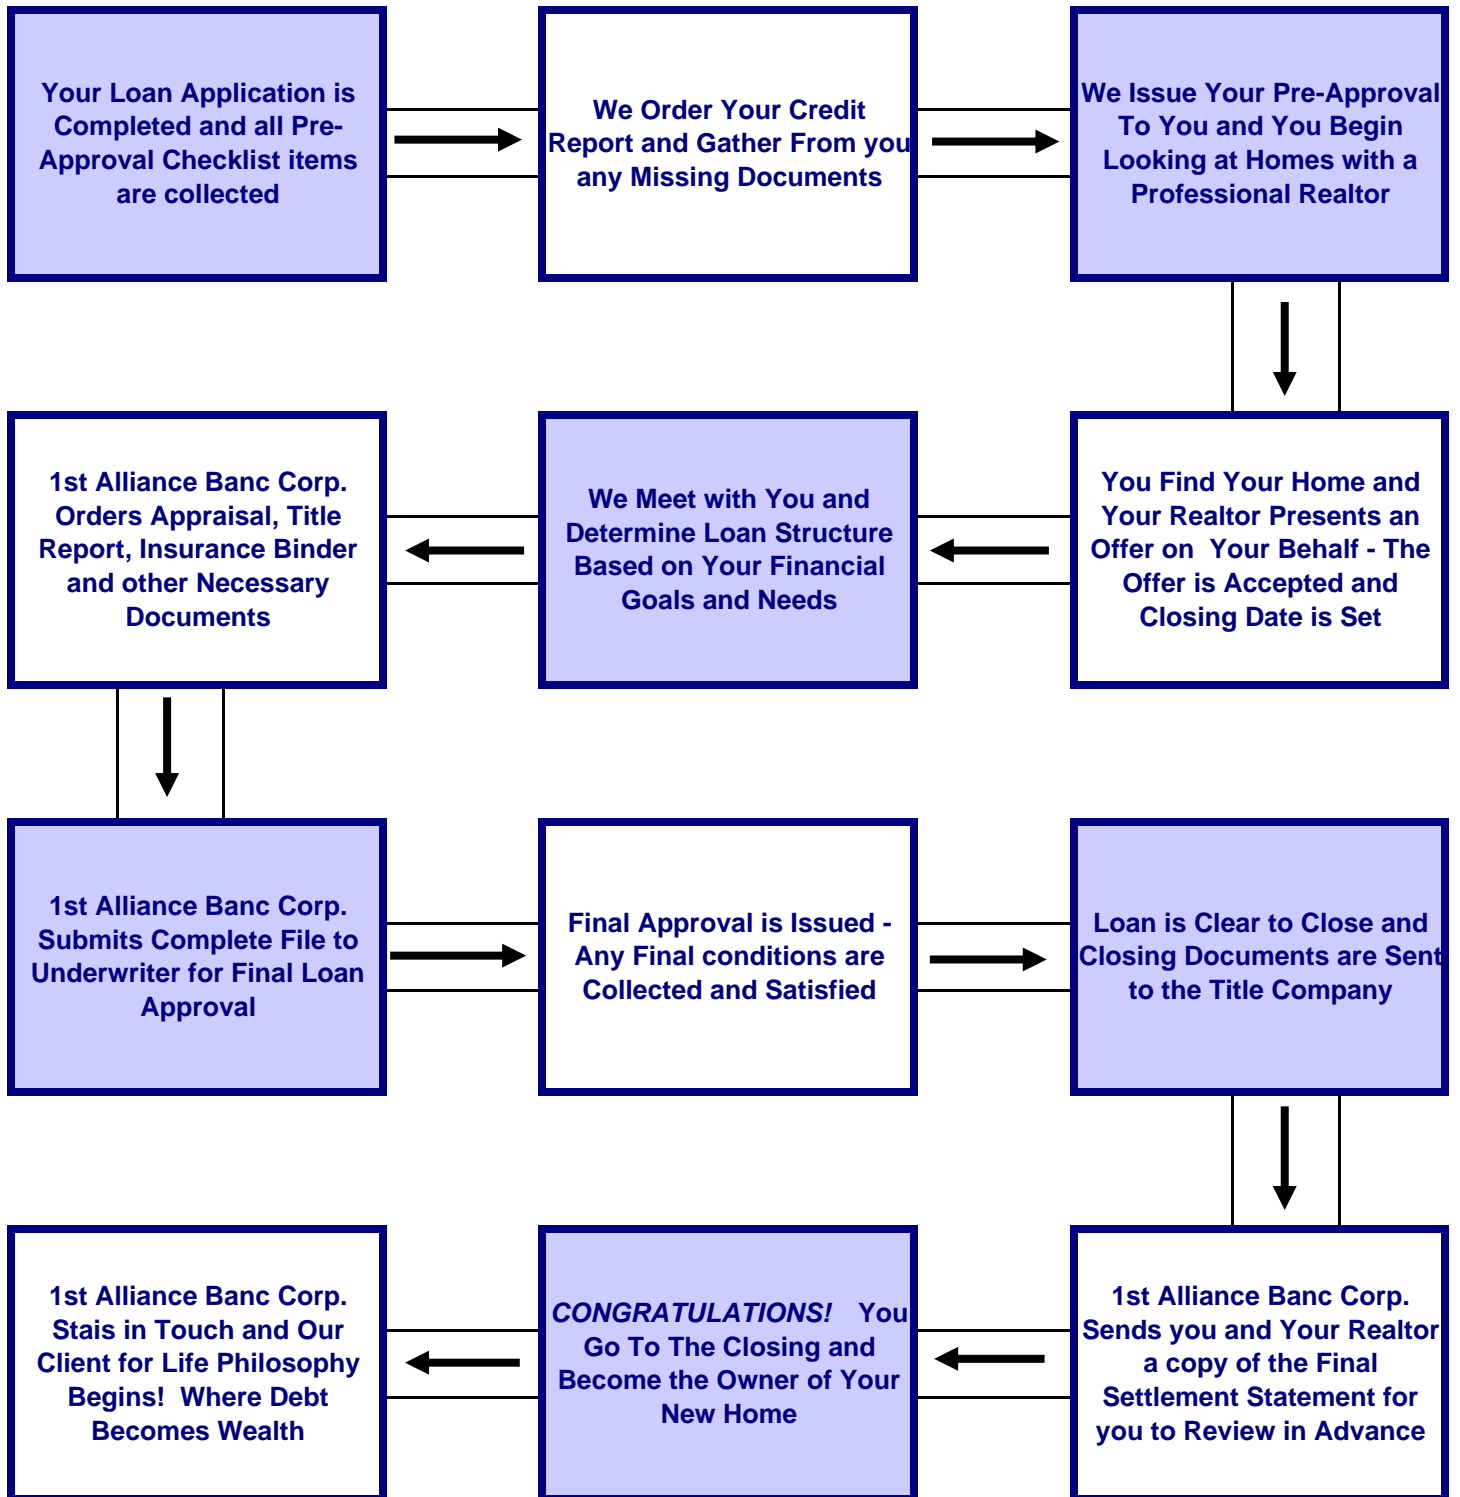 Your Loan Application is
Completed and all Pre-
Approval Checklist items
are collected
We Order Your Credit
Report and Gather From you
any Missing Documents
We Issue Your Pre-Approval
To You and You Begin
Looking at Homes with a
Professional Realtor
You Find Your Home and
Your Realtor Presents an
Offer on Your Behalf - The
Offer is Accepted and
Closing Date is Set
We Meet with You and
Determine Loan Structure
Based on Your Financial
Goals and Needs
1st Alliance Banc Corp.
Orders Appraisal, Title
Report, Insurance Binder
and other Necessary
Documents
1st Alliance Banc Corp.
Submits Complete File to
Underwriter for Final Loan
Approval
Final Approval is Issued -
Any Final conditions are
Collected and Satisfied
Loan is Clear to Close and
Closing Documents are Sent
to the Title Company
1st Alliance Banc Corp.
Sends you and Your Realtor
a copy of the Final
Settlement Statement for
you to Review in Advance
CONGRATULATIONS! You
Go To The Closing and
Become the Owner of Your
New Home
1st Alliance Banc Corp.
Stais in Touch and Our
Client for Life Philosophy
Begins! Where Debt
Becomes Wealth